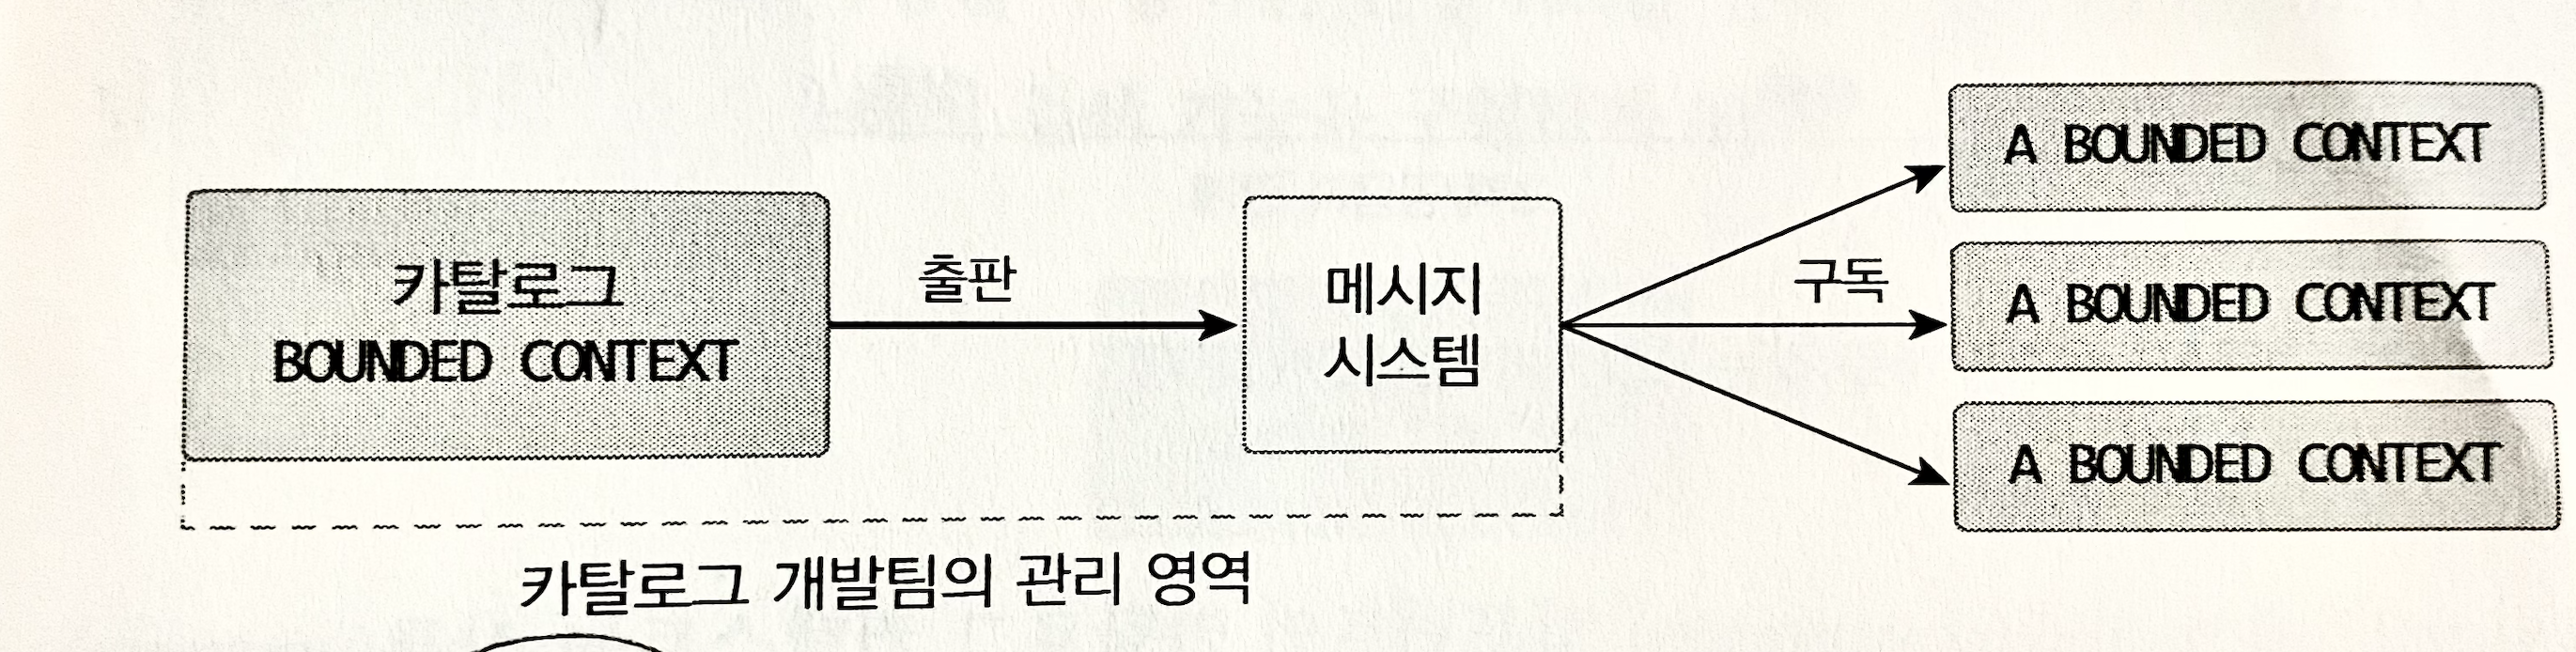 카탈로그
BOUNDED CONTEXT
출판
메시지
시스템
구독
A BOUNDED CONTEXT
A BOUNDED CONTEXT
A BOUNDED CONTEXT
카탈로그 개발팀의 관리 영역